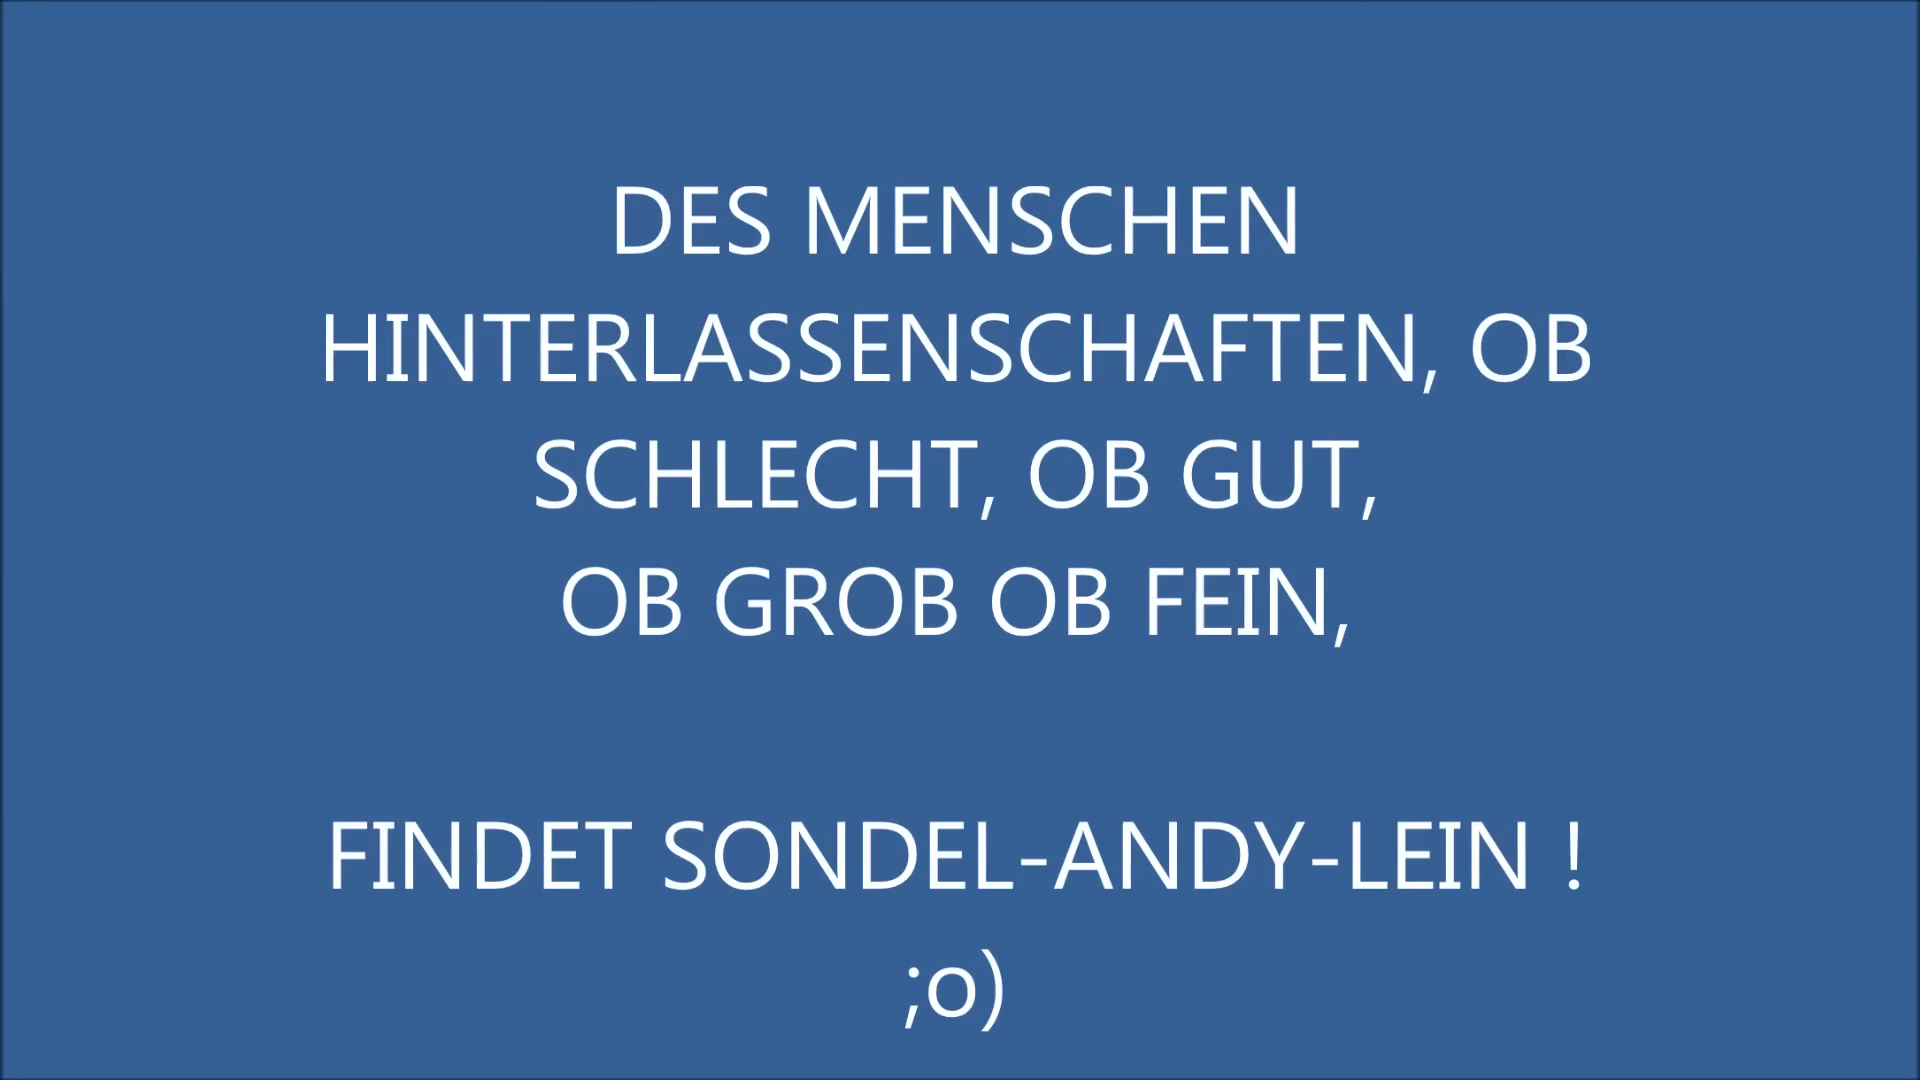 DES MENSCHEN
HINTERLASSENSCHAFTEN, OB
SCHLECHT, OB GUT,
OB GROB OB FEIN,
FINDET SONDEL-ANDY-LEIN !
;o)